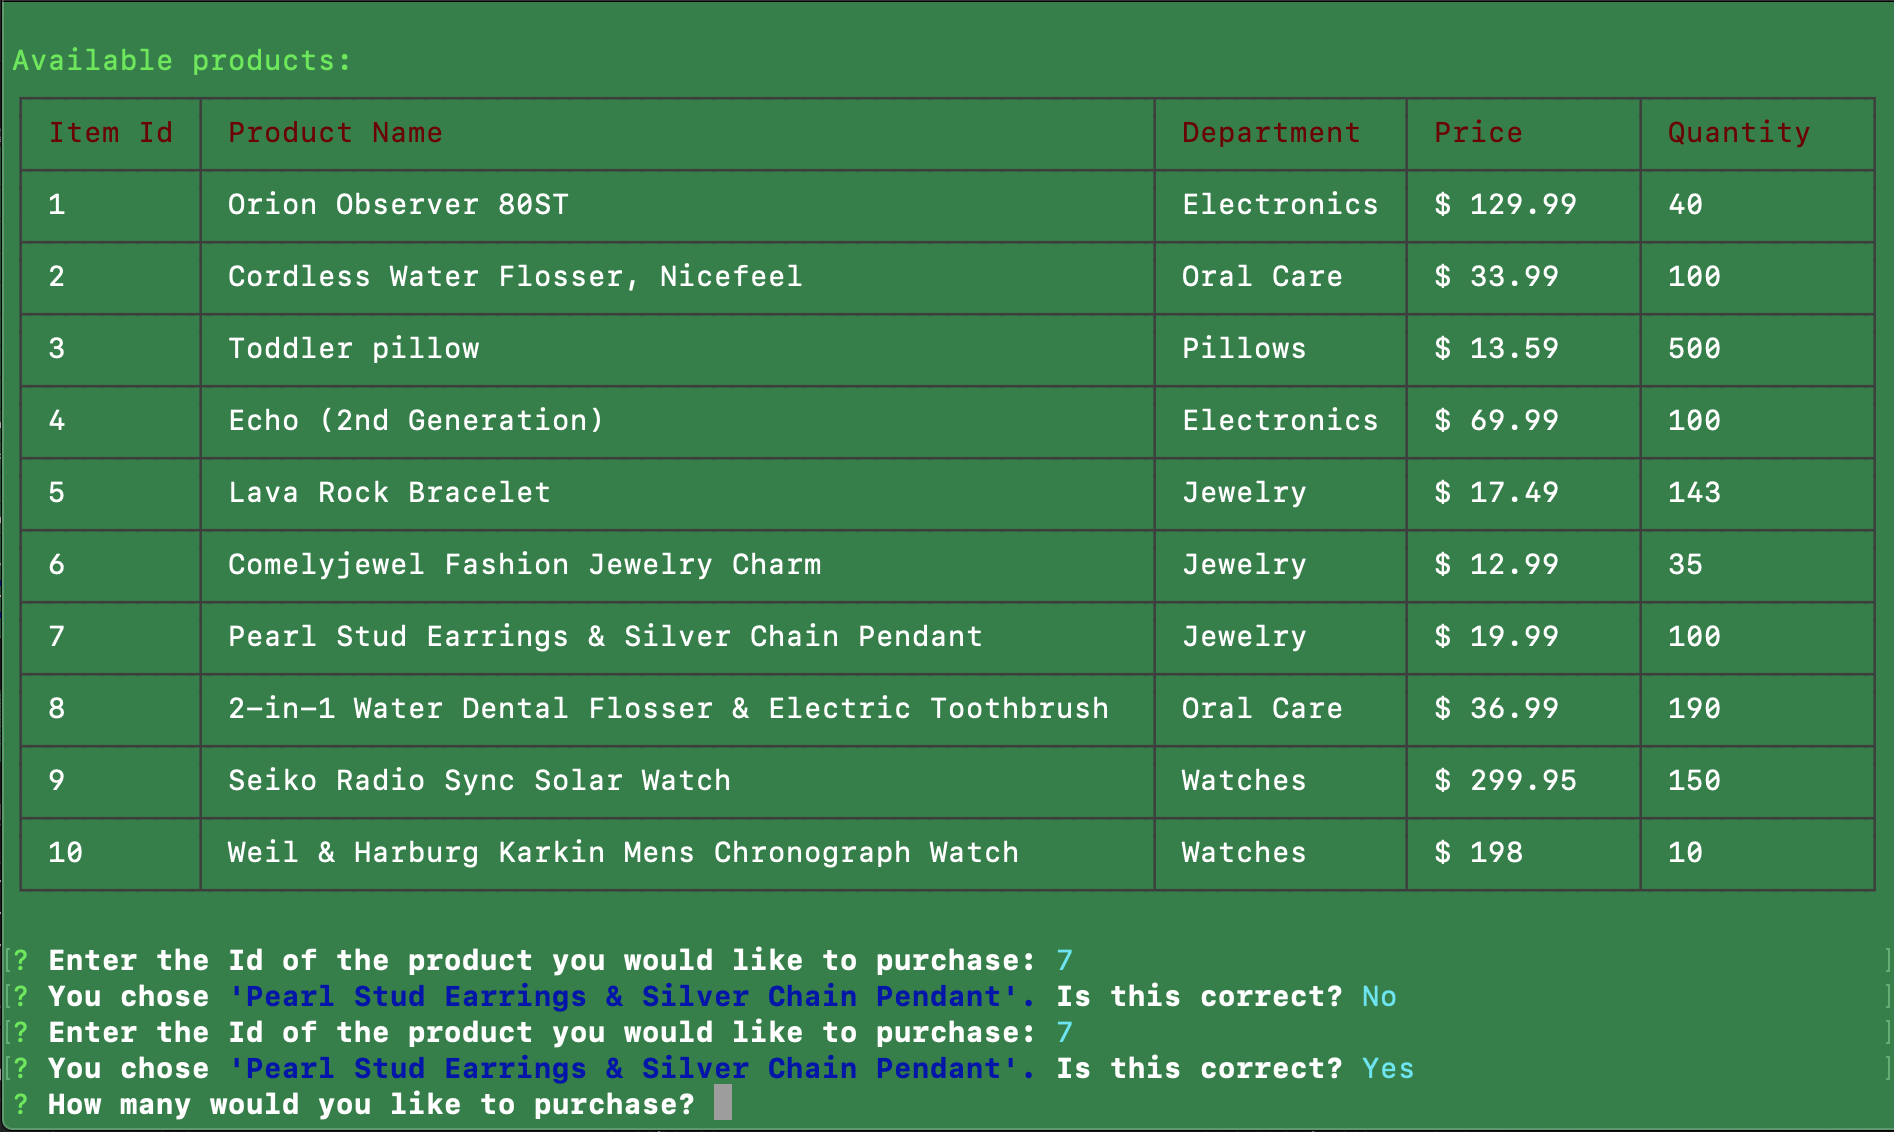 Available products:
Item Id Product Name Department Price Quantity
1 Orion Observer 80ST Electronics $ 129.99 40
2 Cordless Water Flosser, Nicefeel Oral Care $ 33.99 100
3 Toddler pillow Pillows $ 13.59 500
4 Echo (2nd Generation) Electronics $ 69.99 100
5 Lava Rock Bracelet Jewelry $ 17.49 143
6 Comelyjewel Fashion Jewelry Charm Jewelry $ 12.99 35
7 Pearl Stud Earrings & Silver Chain Pendant Jewelry $ 19.99 100
8 2-in-1 Water Dental Flosser & Electric Toothbrush Oral Care $ 36.99 190
9 Seiko Radio Sync Solar Watch Watches $ 299.95 150
10 Weil & Harburg Karkin Mens Chronograph Watch Watches $ 198 10
[? Enter the Id of the product you would like to purchase: 7 ]
[? You chose 'Pearl Stud Earrings & Silver Chain Pendant'. Is this correct? No ]
[? Enter the Id of the product you would like to purchase: 7 ]
[? You chose 'Pearl Stud Earrings & Silver Chain Pendant'. Is this correct? Yes ]
? How many would you like to purchase?